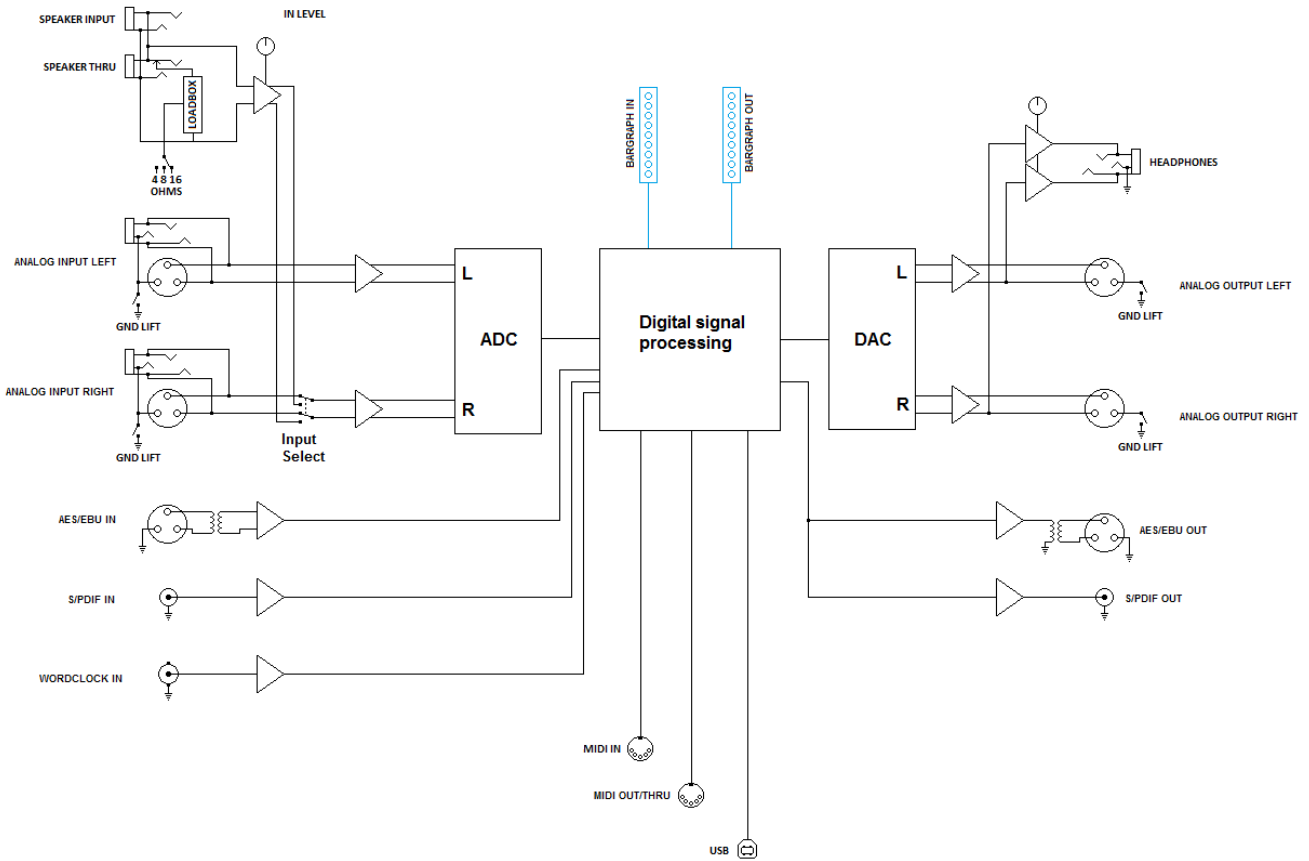 SPEAKER INPUT
IN LEVEL
SPEAKER THRU
LOADBOX
4 8 16
OHMS
BARGRAPH IN
BARGRAPH OUT
HEADPHONES
ANALOG INPUT LEFT
GND LIFT
L
ADC
R
Digital signal
processing
L
DAC
R
ANALOG OUTPUT LEFT
GND LIFT
ANALOG INPUT RIGHT
GND LIFT
Input
Select
ANALOG OUTPUT RIGHT
GND LIFT
AES/EBU IN
AES/EBU OUT
S/PDIF IN
S/PDIF OUT
WORDCLOCK IN
MIDI IN
MIDI OUT/THRU
USB